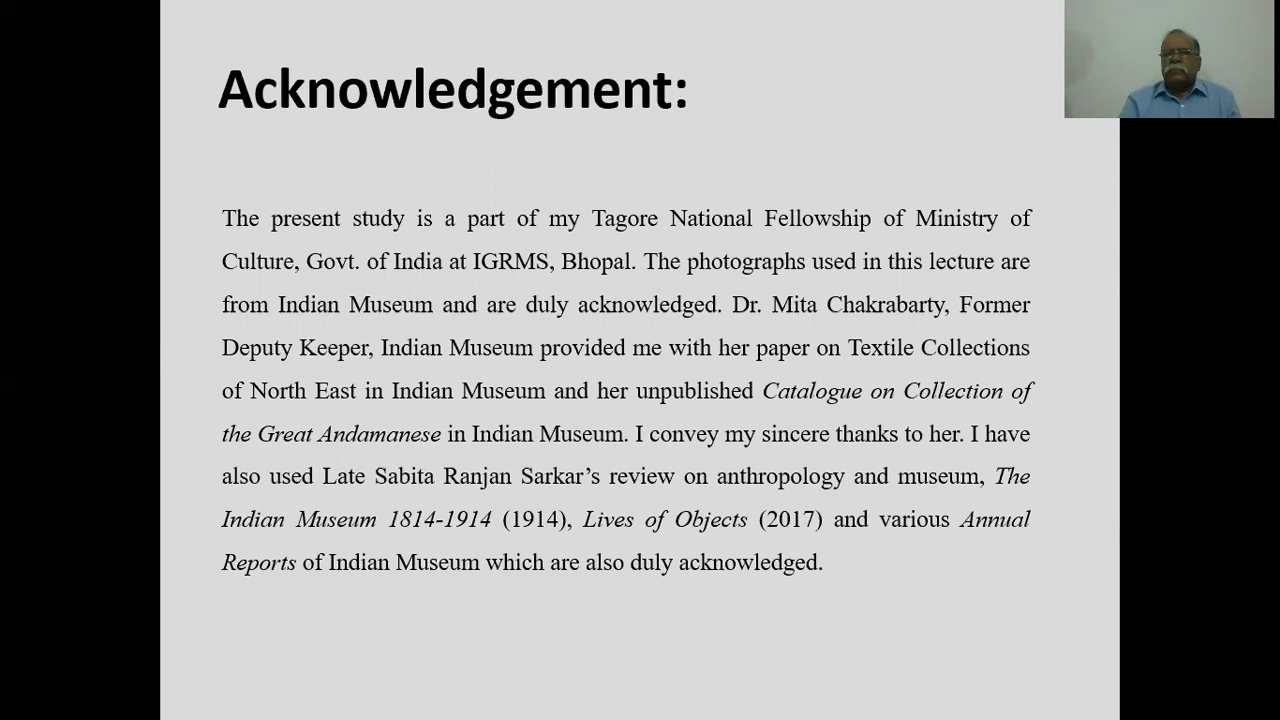 Acknowledgement:
The present study is a part of my Tagore National Fellowship of Ministry of
Culture, Govt. of India at IGRMS, Bhopal. The photographs used in this lecture are
from Indian Museum and are duly acknowledged. Dr. Mita Chakrabarty, Former
Deputy Keeper, Indian Museum provided me with her paper on Textile Collections
of North East in Indian Museum and her unpublished Catalogue on Collection of
the Great Andamanese in Indian Museum. I convey my sincere thanks to her. I have
also used Late Sabita Ranjan Sarkar’s review on anthropology and museum, The
Indian Museum 1814-1914 (1914), Lives of Objects (2017) and various Annual
Reports of Indian Museum which are also duly acknowledged.